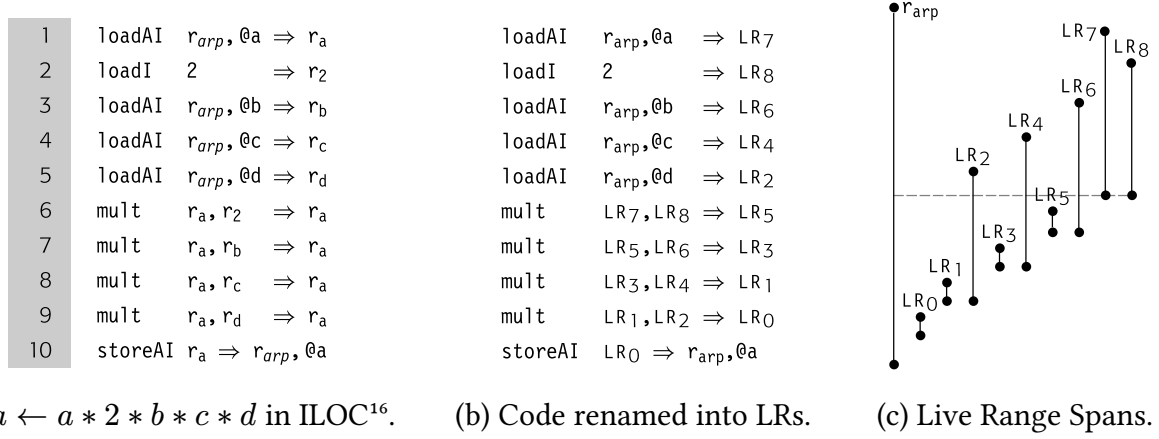 1 loadAI r_arp,@a ⇒ r_a
2 loadI 2 ⇒ r_2
3 loadAI r_arp,@b ⇒ r_b
4 loadAI r_arp,@c ⇒ r_c
5 loadAI r_arp,@d ⇒ r_d
6 mult r_a,r_2 ⇒ r_a
7 mult r_a,r_b ⇒ r_a
8 mult r_a,r_c ⇒ r_a
9 mult r_a,r_d ⇒ r_a
10 storeAI r_a ⇒ r_arp,@a
a ← a ∗ 2 ∗ b ∗ c ∗ d in ILOC¹⁶.
loadAI r_arp,@a ⇒ LR7
loadI 2 ⇒ LR8
loadAI r_arp,@b ⇒ LR6
loadAI r_arp,@c ⇒ LR4
loadAI r_arp,@d ⇒ LR2
mult LR7,LR8 ⇒ LR5
mult LR5,LR6 ⇒ LR3
mult LR3,LR4 ⇒ LR1
mult LR1,LR2 ⇒ LR0
storeAI LR0 ⇒ r_arp,@a
(b) Code renamed into LRs.
r_arp
LR7
LR8
LR6
LR4
LR2
LR5
LR3
LR1
LR0
(c) Live Range Spans.